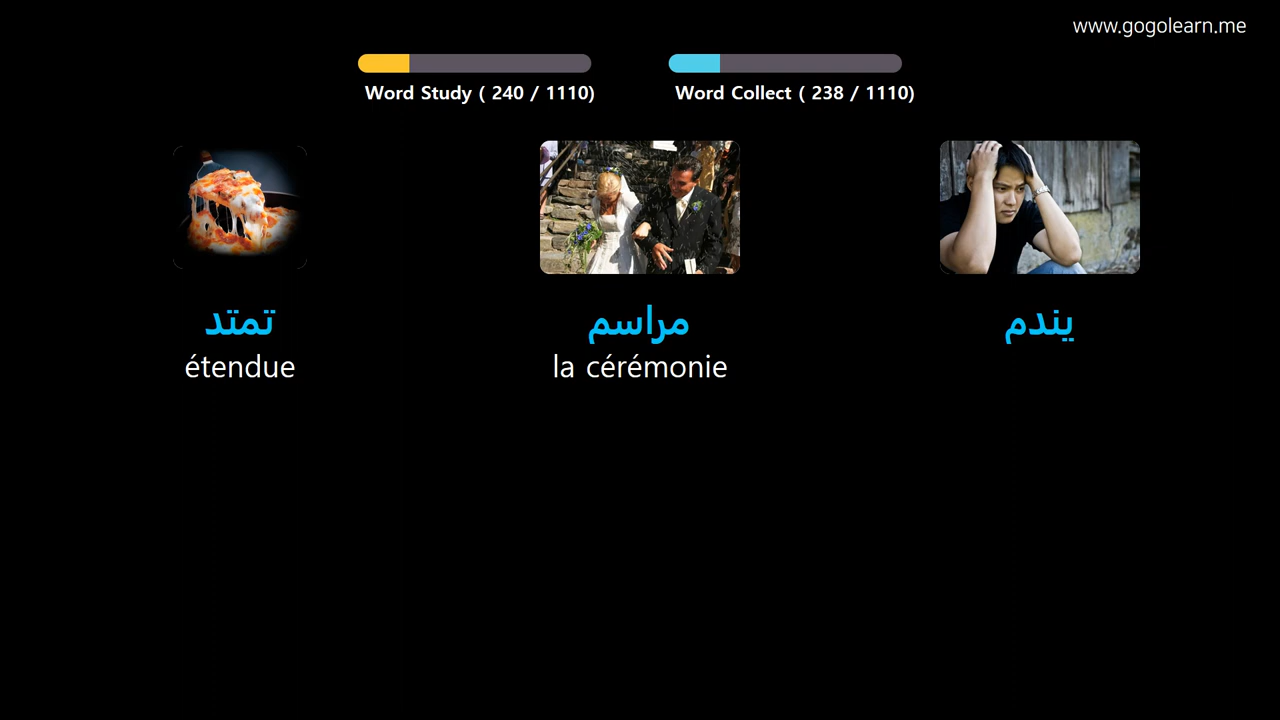 www.gogolearn.me
Word Study ( 240 / 1110)
Word Collect ( 238 / 1110)
تمتد
étendue
مراسم
la cérémonie
يندم